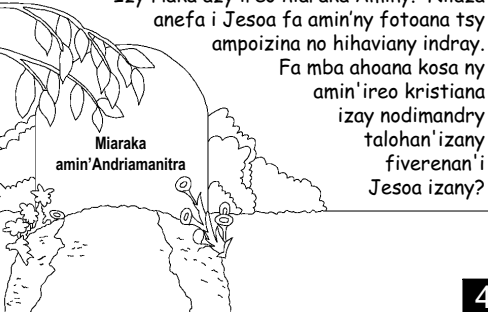 anefa i Jesoa fa amin'ny fotoana tsy
ampoizina no hihaviany indray.
Fa mba ahoana kosa ny
amin'ireo kristiana
izay nodimandry
talohan'izany
fiverenan'i
Jesoa izany?
Miaraka
amin'Andriamanitra
4